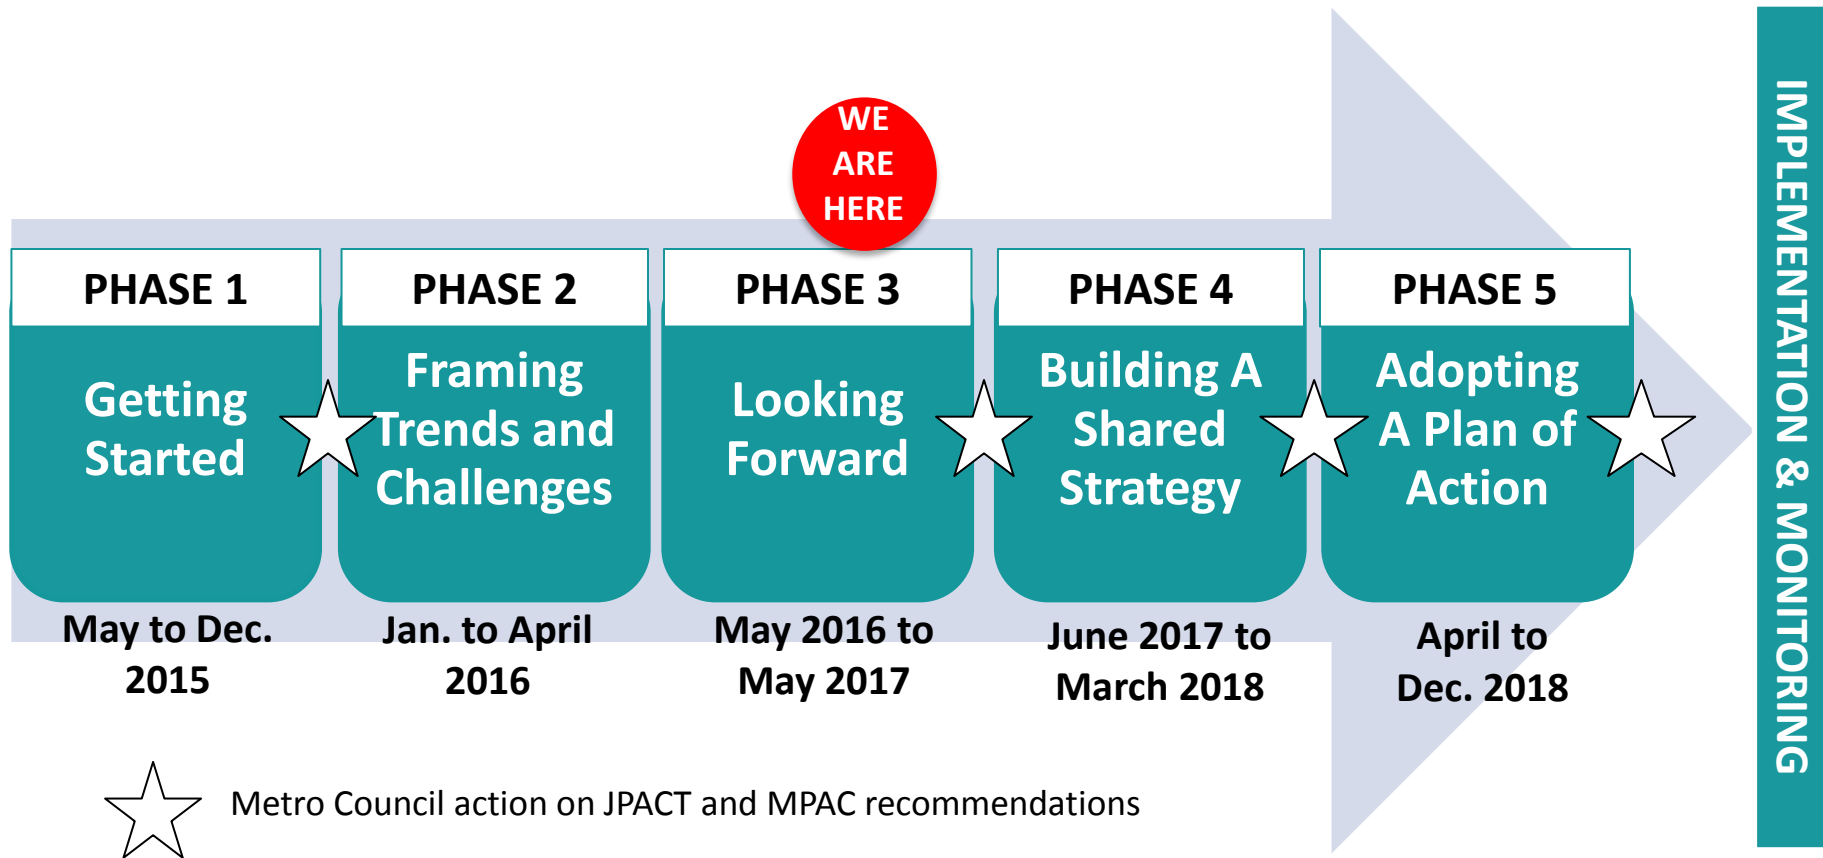 WE
ARE
HERE
PHASE 1
Getting
Started
May to Dec.
2015
PHASE 2
Framing
Trends and
Challenges
Jan. to April
2016
PHASE 3
Looking
Forward
May 2016 to
May 2017
PHASE 4
Building A
Shared
Strategy
June 2017 to
March 2018
PHASE 5
Adopting
A Plan of
Action
April to
Dec. 2018
IMPLEMENTATION & MONITORING
Metro Council action on JPACT and MPAC recommendations